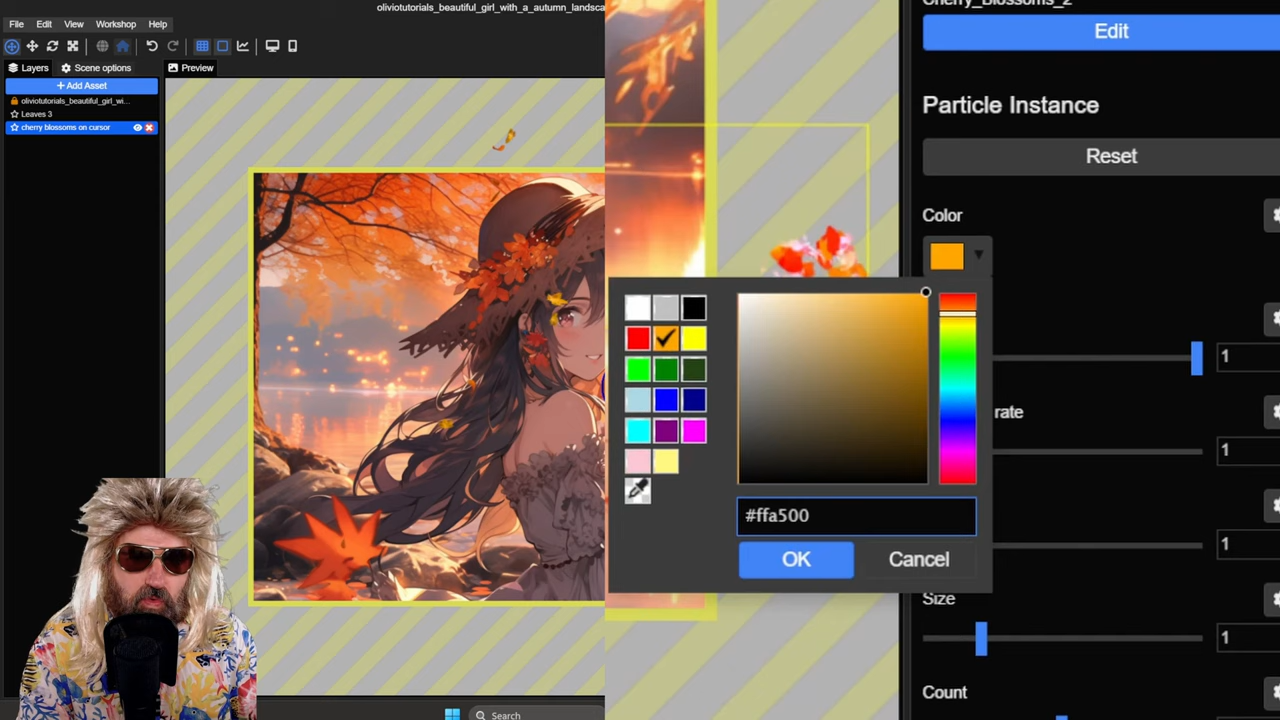 oliviotutorials_beautiful_girl_with_a_autumn_landsca
File Edit View Workshop Help
Layers Scene options Preview
+ Add Asset
oliviotutorials_beautiful_girl_wi...
Leaves 3
cherry blossoms on cursor
Search
Cherry_Blossoms_2
Edit
Particle Instance
Reset
Color
1
rate
1
#ffa500
1
OK Cancel
Size
1
Count